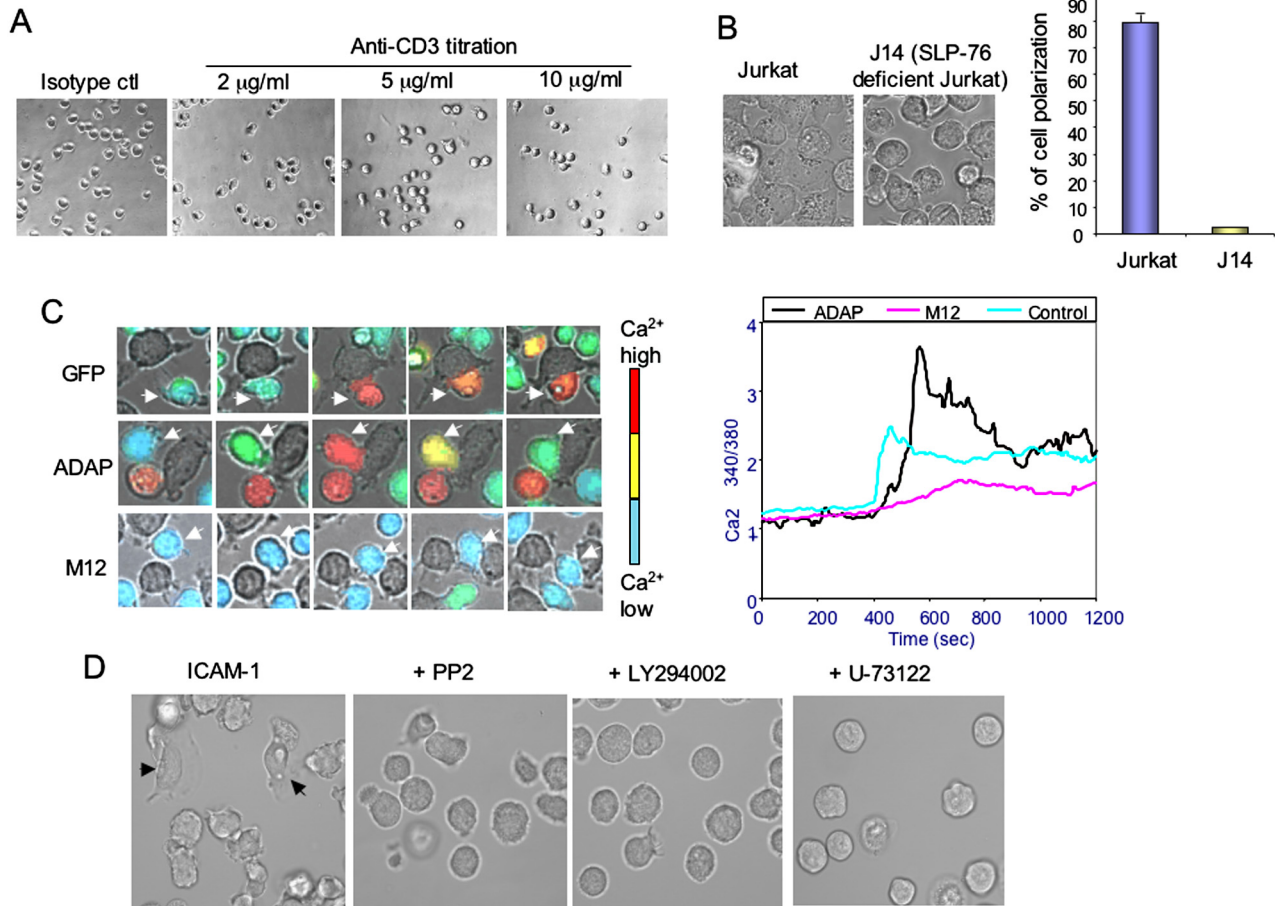 A
Anti-CD3 titration
Isotype ctl
2 µg/ml
5 µg/ml
10 µg/ml
B
Jurkat
J14 (SLP-76
deficient Jurkat)
% of cell polarization
90
80
70
60
50
40
30
80
10
0
Jurkat
J14
C
GFP
ADAP
M12
Ca2+
high
Ca2+
low
ADAP
M12
Control
Ca2 340/380
4
3
2
1
0
0
200
400
600
800
1000
1200
Time (sec)
D
ICAM-1
+ PP2
+ LY294002
+ U-73122